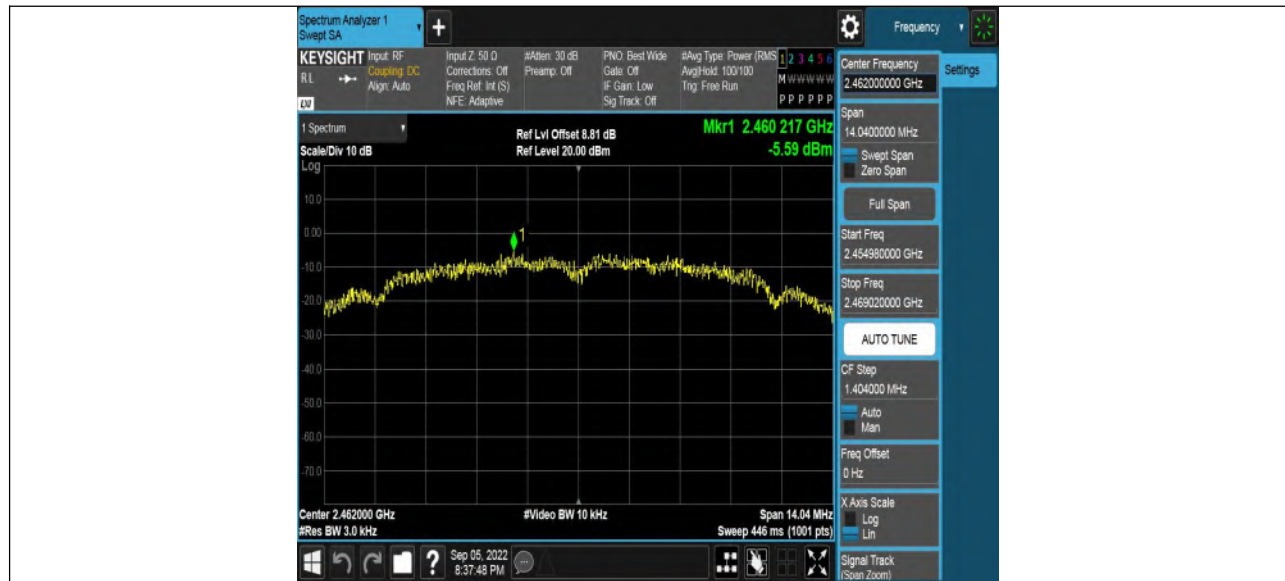 Spectrum Analyzer 1
Swept SA
+
Frequency
KEYSIGHT
Input: RF
Input Z: 50 Ω
#Atten: 30 dB
PNO: Best Wide
#Avg Type: Power (RMS
1 2 3 4 5 6
RL
Coupling: DC
Corrections: Off
Preamp: Off
Gate: Off
Avg|Hold: 100/100
M W W W W W
Align: Auto
Freq Ref: Int (S)
IF Gain: Low
Trig: Free Run
P P P P P P
LXI
NFE: Adaptive
Sig Track: Off
1 Spectrum
Ref Lvl Offset 8.81 dB
Mkr1 2.460 217 GHz
Scale/Div 10 dB
Ref Level 20.00 dBm
-5.59 dBm
Log
10.0
0.00
1
-10.0
-20.0
-30.0
-40.0
-50.0
-60.0
-70.0
Center 2.462000 GHz
#Video BW 10 kHz
Span 14.04 MHz
#Res BW 3.0 kHz
Sweep 446 ms (1001 pts)
?
Sep 05, 2022
8:37:48 PM
Center Frequency
2.462000000 GHz
Settings
Span
14.0400000 MHz
Swept Span
Zero Span
Full Span
Start Freq
2.454980000 GHz
Stop Freq
2.469020000 GHz
AUTO TUNE
CF Step
1.404000 MHz
Auto
Man
Freq Offset
0 Hz
X Axis Scale
Log
Lin
Signal Track
(Span Zoom)